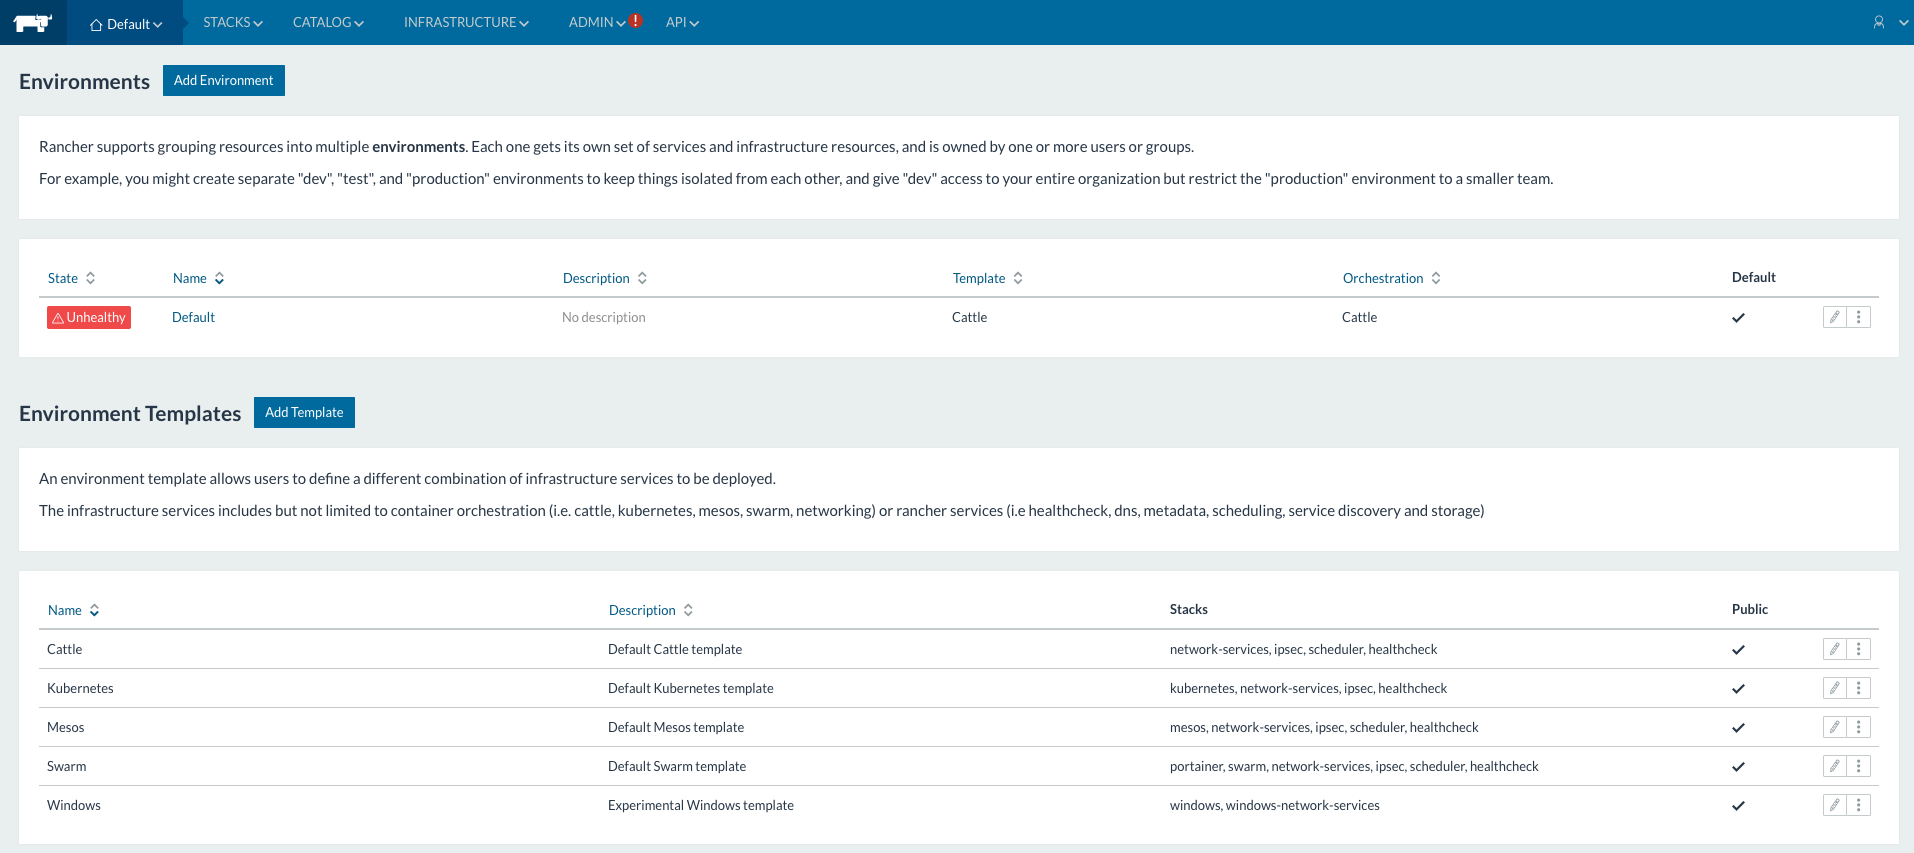 Default STACKS CATALOG INFRASTRUCTURE ADMIN ! API
Environments Add Environment
Rancher supports grouping resources into multiple environments. Each one gets its own set of services and infrastructure resources, and is owned by one or more users or groups.
For example, you might create separate "dev", "test", and "production" environments to keep things isolated from each other, and give "dev" access to your entire organization but restrict the "production" environment to a smaller team.
State Name Description Template Orchestration Default
Unhealthy Default No description Cattle Cattle
Environment Templates Add Template
An environment template allows users to define a different combination of infrastructure services to be deployed.
The infrastructure services includes but not limited to container orchestration (i.e. cattle, kubernetes, mesos, swarm, networking) or rancher services (i.e healthcheck, dns, metadata, scheduling, service discovery and storage)
Name Description Stacks Public
Cattle Default Cattle template network-services, ipsec, scheduler, healthcheck
Kubernetes Default Kubernetes template kubernetes, network-services, ipsec, healthcheck
Mesos Default Mesos template mesos, network-services, ipsec, scheduler, healthcheck
Swarm Default Swarm template portainer, swarm, network-services, ipsec, scheduler, healthcheck
Windows Experimental Windows template windows, windows-network-services